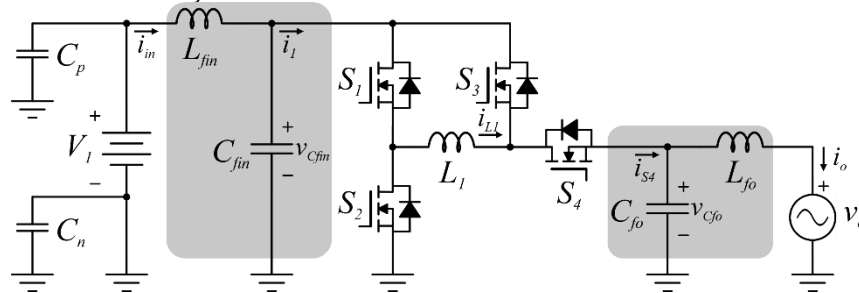 C_p
i_in
L_fin
i_1
S_1
S_3
i_L1
V_1
+
−
C_fin
+
v_Cfin
−
L_1
S_4
i_S4
L_fo
i_o
S_2
C_n
C_fo
+
v_Cfo
−
+